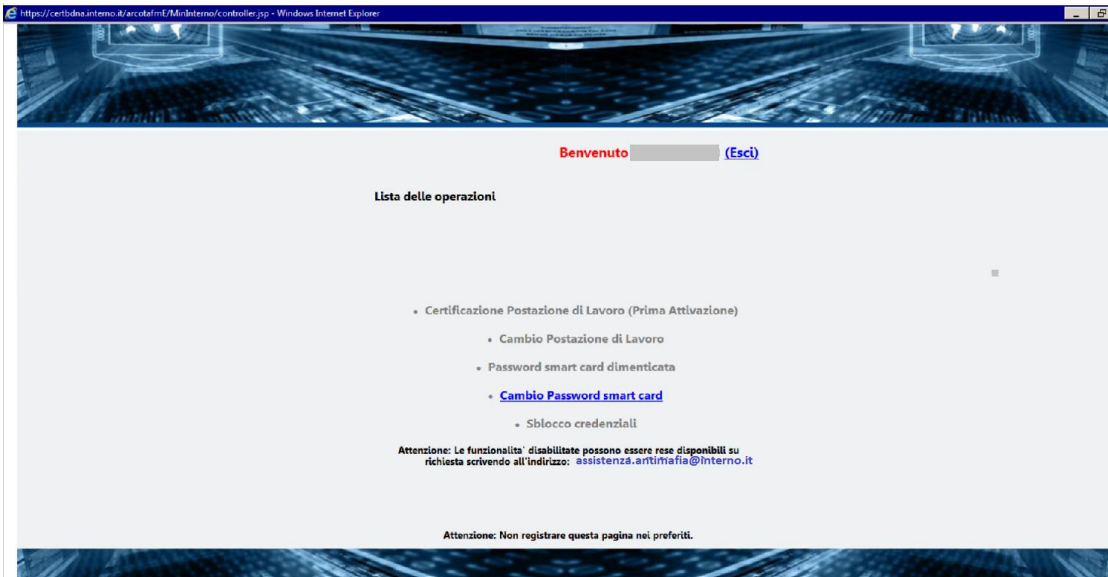 https://certbdna.interno.it/arcotafmE/MinInterno/controller.jsp - Windows Internet Explorer
Benvenuto (Esci)
Lista delle operazioni
• Certificazione Postazione di Lavoro (Prima Attivazione)
• Cambio Postazione di Lavoro
• Password smart card dimenticata
• Cambio Password smart card
• Sblocco credenziali
Attenzione: Le funzionalita' disabilitate possono essere rese disponibili su
richiesta scrivendo all'indirizzo: assistenza.antimafia@interno.it
Attenzione: Non registrare questa pagina nei preferiti.